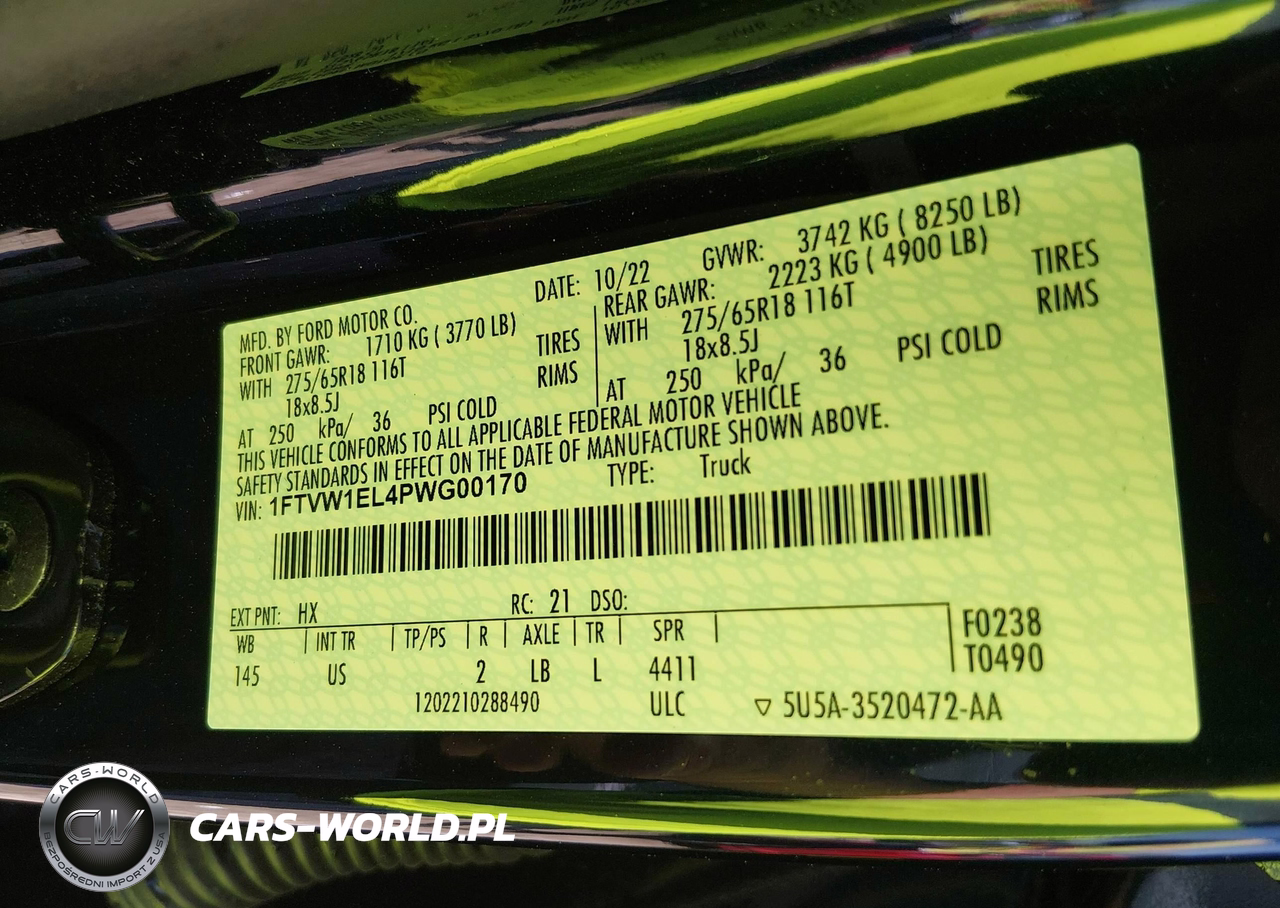 DATE: 10/22 GVWR: 3742 KG ( 8250 LB)
MFD. BY FORD MOTOR CO.
FRONT GAWR: 1710 KG ( 3770 LB)
WITH 275/65R18 116T TIRES
18x8.5J RIMS
AT 250 kPa/ 36 PSI COLD
REAR GAWR: 2223 KG ( 4900 LB)
WITH 275/65R18 116T TIRES
18x8.5J RIMS
AT 250 kPa/ 36 PSI COLD
THIS VEHICLE CONFORMS TO ALL APPLICABLE FEDERAL MOTOR VEHICLE
SAFETY STANDARDS IN EFFECT ON THE DATE OF MANUFACTURE SHOWN ABOVE.
VIN: 1FTVW1EL4PWG00170 TYPE: Truck
EXT PNT: HX RC: 21 DSO:
WB INT TR TP/PS R AXLE TR SPR F0238
145 US 2 LB L 4411 T0490
1202210288490 ULC ▽ 5U5A-3520472-AA
CARS-WORLD
CW
BEZPOŚREDNI IMPORT Z USA
CARS-WORLD.PL